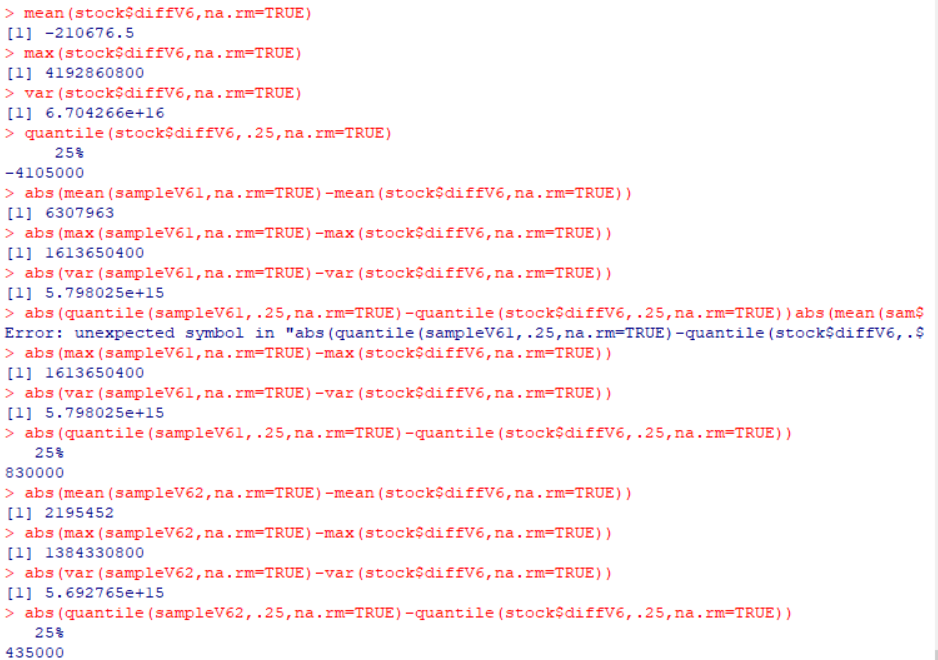 > mean(stock$diffV6,na.rm=TRUE)
[1] -210676.5
> max(stock$diffV6,na.rm=TRUE)
[1] 4192860800
> var(stock$diffV6,na.rm=TRUE)
[1] 6.704266e+16
> quantile(stock$diffV6,.25,na.rm=TRUE)
     25%
-4105000
> abs(mean(sampleV61,na.rm=TRUE)-mean(stock$diffV6,na.rm=TRUE))
[1] 6307963
> abs(max(sampleV61,na.rm=TRUE)-max(stock$diffV6,na.rm=TRUE))
[1] 1613650400
> abs(var(sampleV61,na.rm=TRUE)-var(stock$diffV6,na.rm=TRUE))
[1] 5.798025e+15
> abs(quantile(sampleV61,.25,na.rm=TRUE)-quantile(stock$diffV6,.25,na.rm=TRUE))abs(mean(sam$
Error: unexpected symbol in "abs(quantile(sampleV61,.25,na.rm=TRUE)-quantile(stock$diffV6,.$
> abs(max(sampleV61,na.rm=TRUE)-max(stock$diffV6,na.rm=TRUE))
[1] 1613650400
> abs(var(sampleV61,na.rm=TRUE)-var(stock$diffV6,na.rm=TRUE))
[1] 5.798025e+15
> abs(quantile(sampleV61,.25,na.rm=TRUE)-quantile(stock$diffV6,.25,na.rm=TRUE))
   25%
830000
> abs(mean(sampleV62,na.rm=TRUE)-mean(stock$diffV6,na.rm=TRUE))
[1] 2195452
> abs(max(sampleV62,na.rm=TRUE)-max(stock$diffV6,na.rm=TRUE))
[1] 1384330800
> abs(var(sampleV62,na.rm=TRUE)-var(stock$diffV6,na.rm=TRUE))
[1] 5.692765e+15
> abs(quantile(sampleV62,.25,na.rm=TRUE)-quantile(stock$diffV6,.25,na.rm=TRUE))
   25%
435000